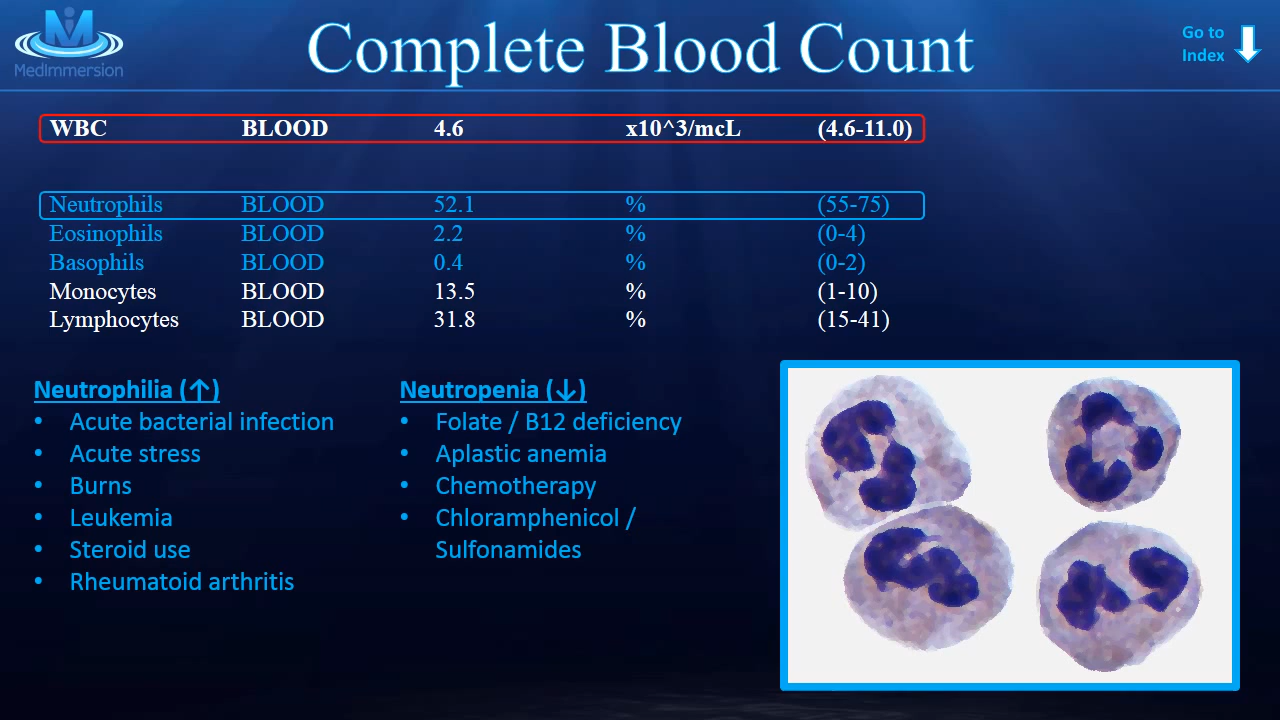 MedImmersion
Complete Blood Count
Go to
Index
WBC BLOOD 4.6 x10^3/mcL (4.6-11.0)
Neutrophils BLOOD 52.1 % (55-75)
Eosinophils BLOOD 2.2 % (0-4)
Basophils BLOOD 0.4 % (0-2)
Monocytes BLOOD 13.5 % (1-10)
Lymphocytes BLOOD 31.8 % (15-41)
Neutrophilia (↑)
• Acute bacterial infection
• Acute stress
• Burns
• Leukemia
• Steroid use
• Rheumatoid arthritis
Neutropenia (↓)
• Folate / B12 deficiency
• Aplastic anemia
• Chemotherapy
• Chloramphenicol /
Sulfonamides